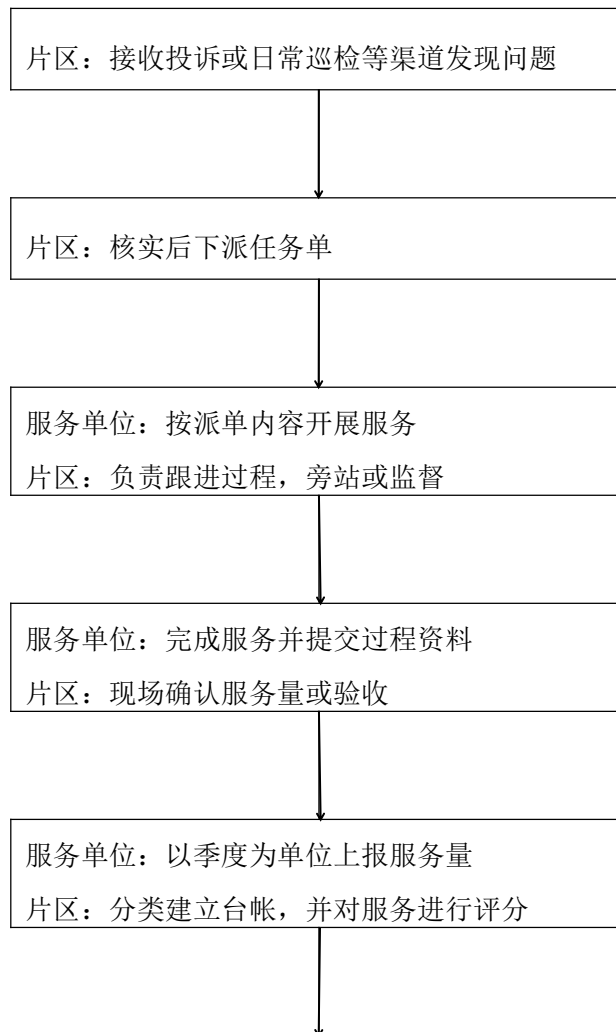 片区：接收投诉或日常巡检等渠道发现问题
片区：核实后下派任务单
服务单位：按派单内容开展服务
片区：负责跟进过程，旁站或监督
服务单位：完成服务并提交过程资料
片区：现场确认服务量或验收
服务单位：以季度为单位上报服务量
片区：分类建立台帐，并对服务进行评分